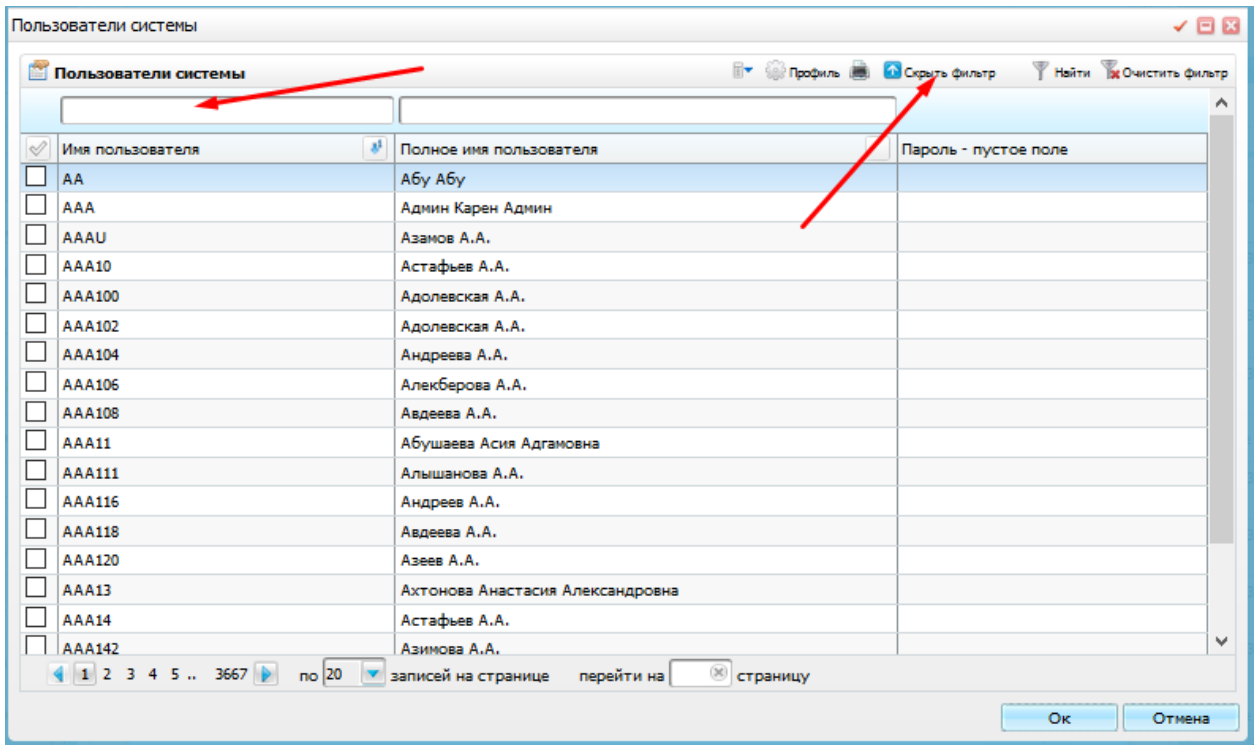 Пользователи системы
Пользователи системы Профиль Скрыть фильтр Найти Очистить фильтр
Имя пользователя Полное имя пользователя Пароль - пустое поле
AA Абу Абу
AAA Админ Карен Админ
AAAU Азамов А.А.
AAA10 Астафьев А.А.
AAA100 Адолевская А.А.
AAA102 Адолевская А.А.
AAA104 Андреева А.А.
AAA106 Алекберова А.А.
AAA108 Авдеева А.А.
AAA11 Абушаева Асия Адгамовна
AAA111 Алышанова А.А.
AAA116 Андреев А.А.
AAA118 Авдеева А.А.
AAA120 Азеев А.А.
AAA13 Ахтонова Анастасия Александровна
AAA14 Астафьев А.А.
AAA142 Азимова А.А.
1 2 3 4 5 .. 3667 по 20 записей на странице перейти на страницу
Ок Отмена